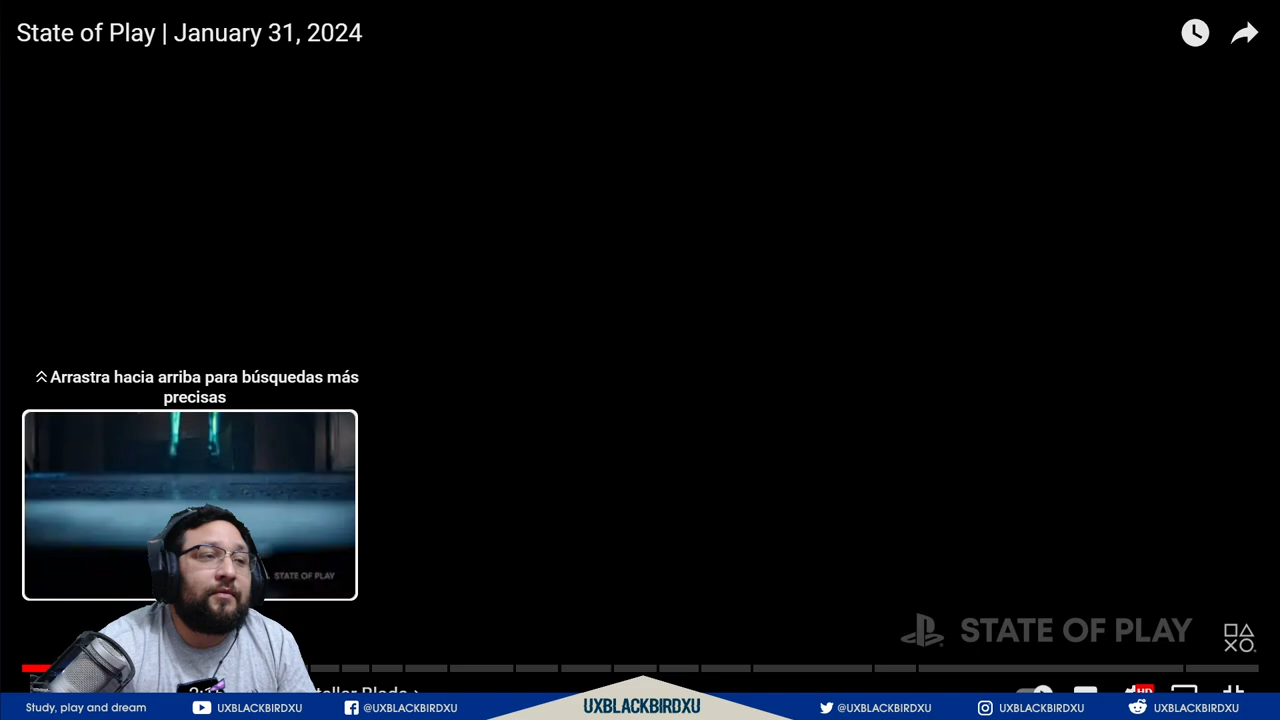 State of Play | January 31, 2024
Arrastra hacia arriba para búsquedas más
precisas
STATE OF PLAY
STATE OF PLAY
HD
Study, play and dream
UXBLACKBIRDXU
@UXBLACKBIRDXU
UXBLACKBIRDXU
@UXBLACKBIRDXU
UXBLACKBIRDXU
UXBLACKBIRDXU